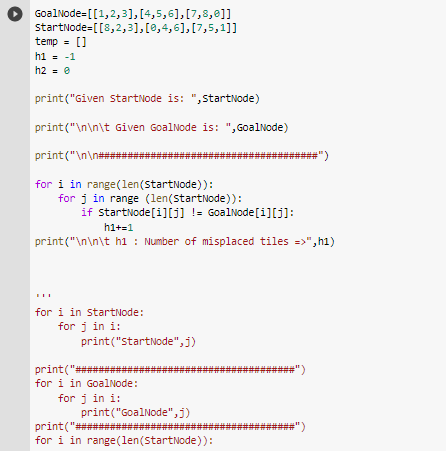 GoalNode=[[1,2,3],[4,5,6],[7,8,0]]
StartNode=[[8,2,3],[0,4,6],[7,5,1]]
temp = []
h1 = -1
h2 = 0
print("Given StartNode is: ",StartNode)
print("\n\n\t Given GoalNode is: ",GoalNode)
print("\n\n######################################")
for i in range(len(StartNode)):
    for j in range (len(StartNode)):
        if StartNode[i][j] != GoalNode[i][j]:
            h1+=1
print("\n\n\t h1 : Number of misplaced tiles =>",h1)
'''
for i in StartNode:
    for j in i:
        print("StartNode",j)
print("######################################")
for i in GoalNode:
    for j in i:
        print("GoalNode",j)
print("######################################")
for i in range(len(StartNode)):